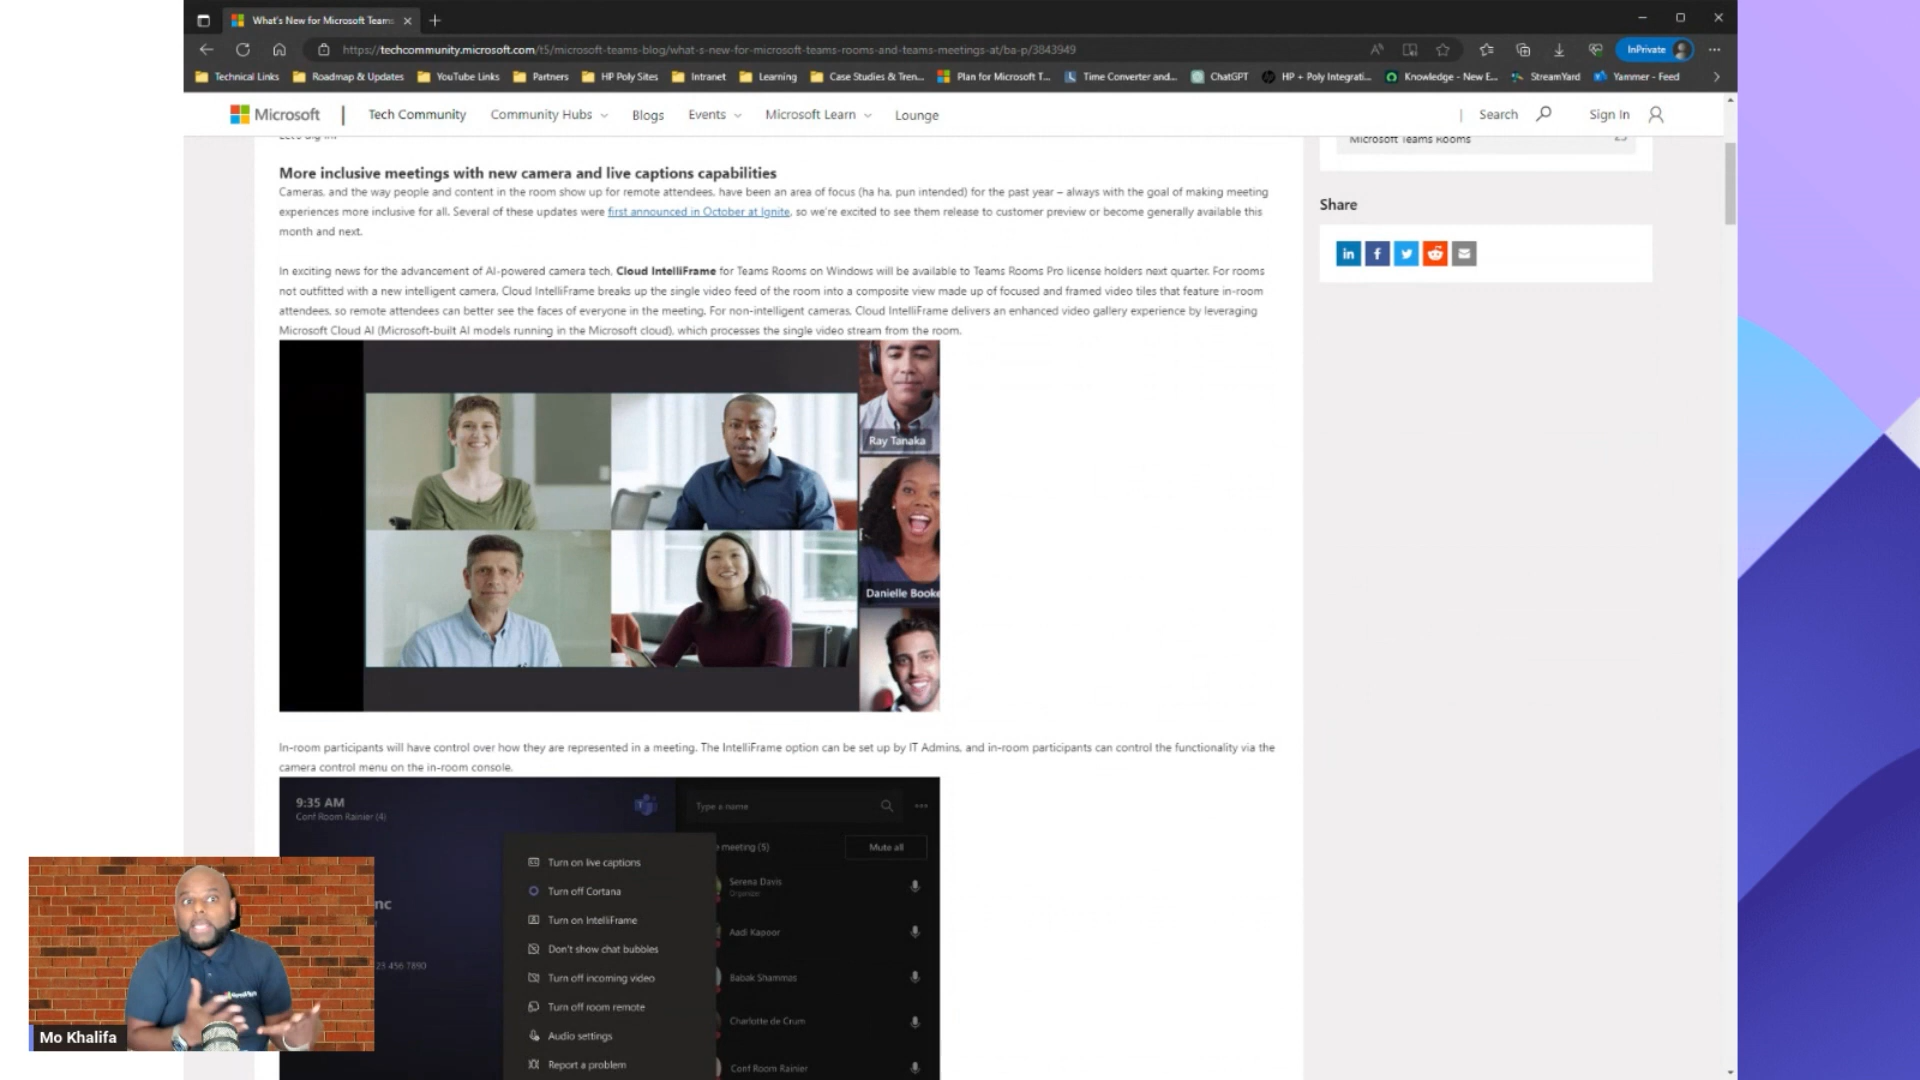 What's New for Microsoft Teams
https://techcommunity.microsoft.com/t5/microsoft-teams-blog/what-s-new-for-microsoft-teams-rooms-and-teams-meetings-at/ba-p/3843949
InPrivate
Technical Links
Roadmap & Updates
YouTube Links
Partners
HP Poly Sites
Intranet
Learning
Case Studies & Tren...
Plan for Microsoft T...
Time Converter and...
ChatGPT
HP + Poly Integrati...
Knowledge - New E...
StreamYard
Yammer - Feed
Microsoft
Tech Community
Community Hubs
Blogs
Events
Microsoft Learn
Lounge
Search
Sign In
Microsoft Teams Rooms
More inclusive meetings with new camera and live captions capabilities
Cameras, and the way people and content in the room show up for remote attendees, have been an area of focus (ha ha, pun intended) for the past year – always with the goal of making meeting
experiences more inclusive for all. Several of these updates were first announced in October at Ignite, so we're excited to see them release to customer preview or become generally available this
month and next.
Share
In exciting news for the advancement of AI-powered camera tech, Cloud IntelliFrame for Teams Rooms on Windows will be available to Teams Rooms Pro license holders next quarter. For rooms
not outfitted with a new intelligent camera, Cloud IntelliFrame breaks up the single video feed of the room into a composite view made up of focused and framed video tiles that feature in-room
attendees, so remote attendees can better see the faces of everyone in the meeting. For non-intelligent cameras, Cloud IntelliFrame delivers an enhanced video gallery experience by leveraging
Microsoft Cloud AI (Microsoft-built AI models running in the Microsoft cloud), which processes the single video stream from the room.
Ray Tanaka
Danielle Booke
In-room participants will have control over how they are represented in a meeting. The IntelliFrame option can be set up by IT Admins, and in-room participants can control the functionality via the
camera control menu on the in-room console.
9:35 AM
Conf Room Rainier (4)
Type a name
meeting (5)
Mute all
Turn on live captions
Turn off Cortana
Turn on IntelliFrame
Don't show chat bubbles
Turn off incoming video
Turn off room remote
Audio settings
Report a problem
Serena Davis
Organizer
Aadi Kapoor
Babak Shammas
Charlotte de Crum
Conf Room Rainier
nc
23 456 7890
Mo Khalifa